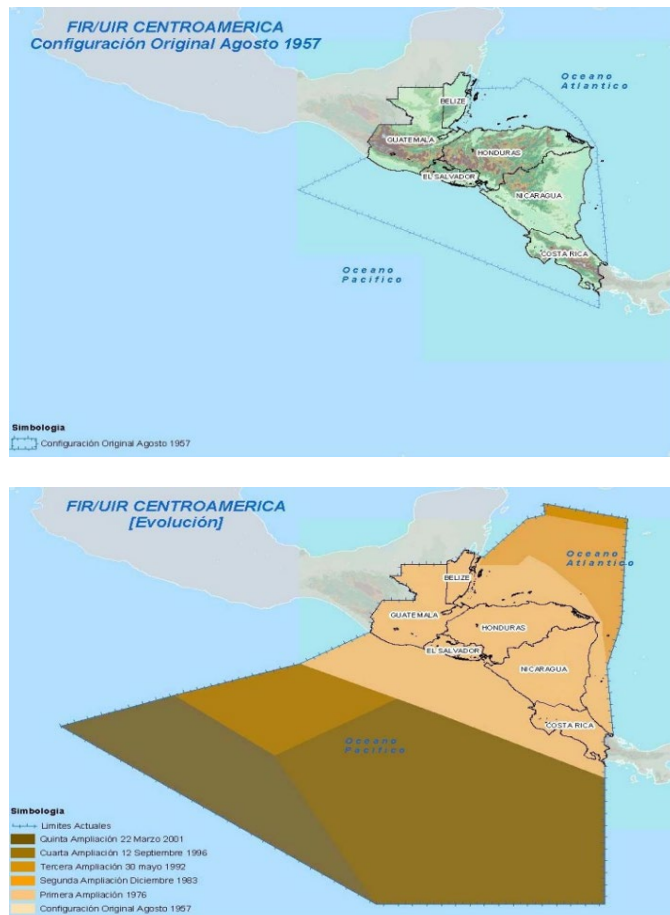 FIR/UIR CENTROAMERICA
Configuración Original Agosto 1957
Oceano
Atlantico
BELIZE
GUATEMALA
HONDURAS
EL SALVADOR
NICARAGUA
COSTA RICA
Oceano
Pacifico
Simbologia
Configuración Original Agosto 1957
FIR/UIR CENTROAMERICA
[Evolución]
Oceano
Atlantico
BELIZE
GUATEMALA
HONDURAS
EL SALVADOR
NICARAGUA
COSTA RICA
Oceano
Pacifico
Simbologia
Limites Actuales
Quinta Ampliación 22 Marzo 2001
Cuarta Ampliación 12 Septiembre 1996
Tercera Ampliación 30 mayo 1992
Segunda Ampliación Diciembre 1983
Primera Ampliación 1976
Configuración Original Agosto 1957